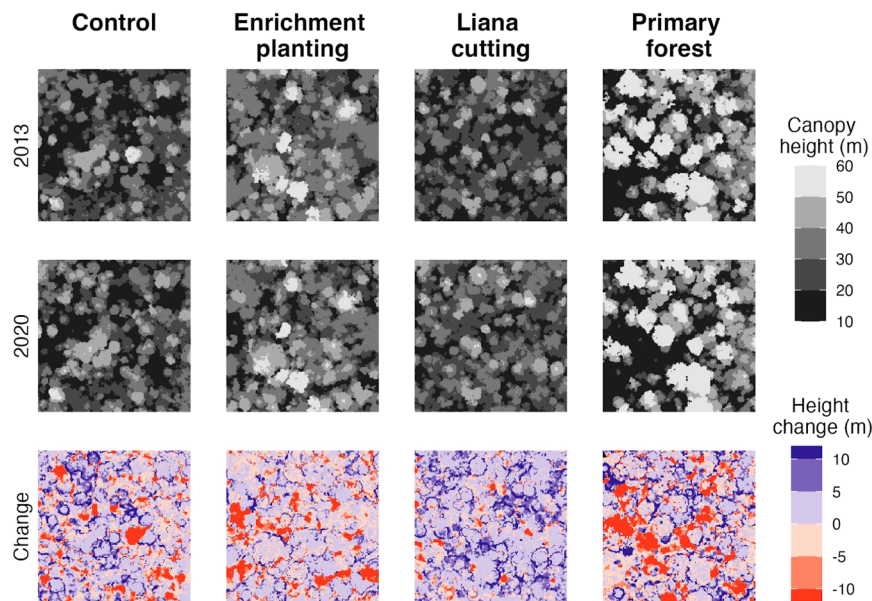 Control
Enrichment
planting
Liana
cutting
Primary
forest
2013
2020
Change
Canopy
height (m)
60
50
40
30
20
10
Height
change (m)
10
5
0
-5
-10